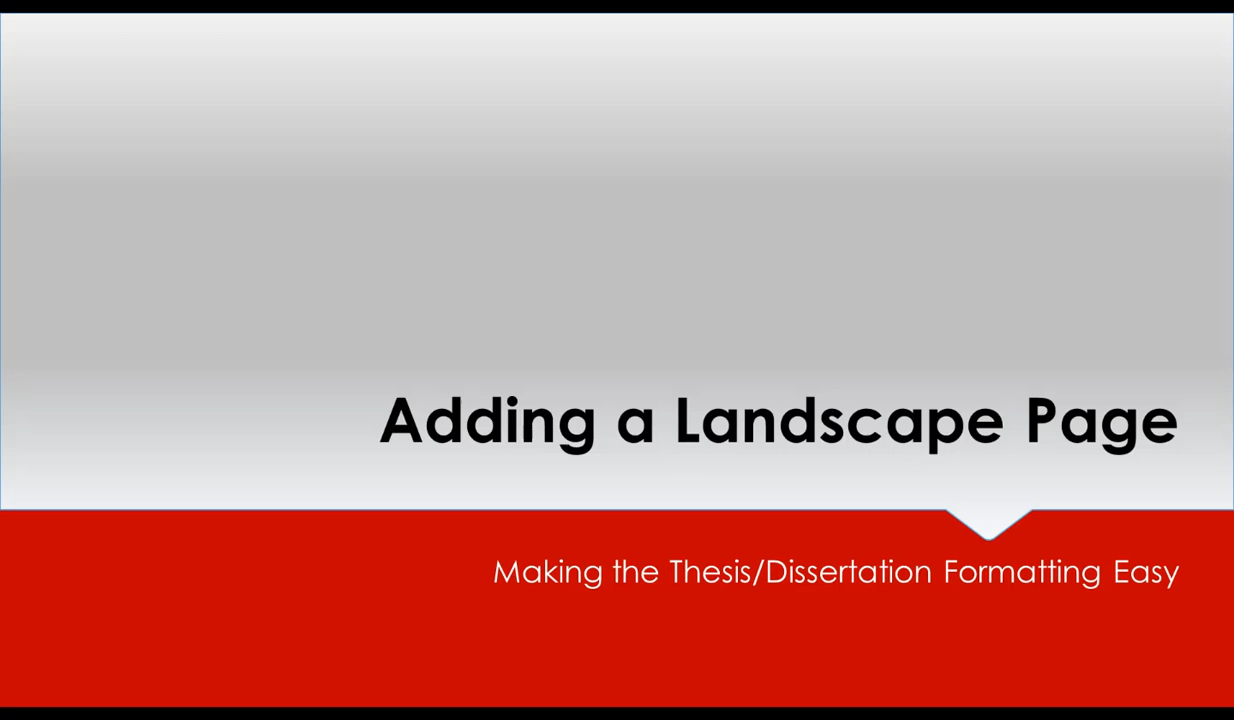 Adding a Landscape Page
Making the Thesis/Dissertation Formatting Easy